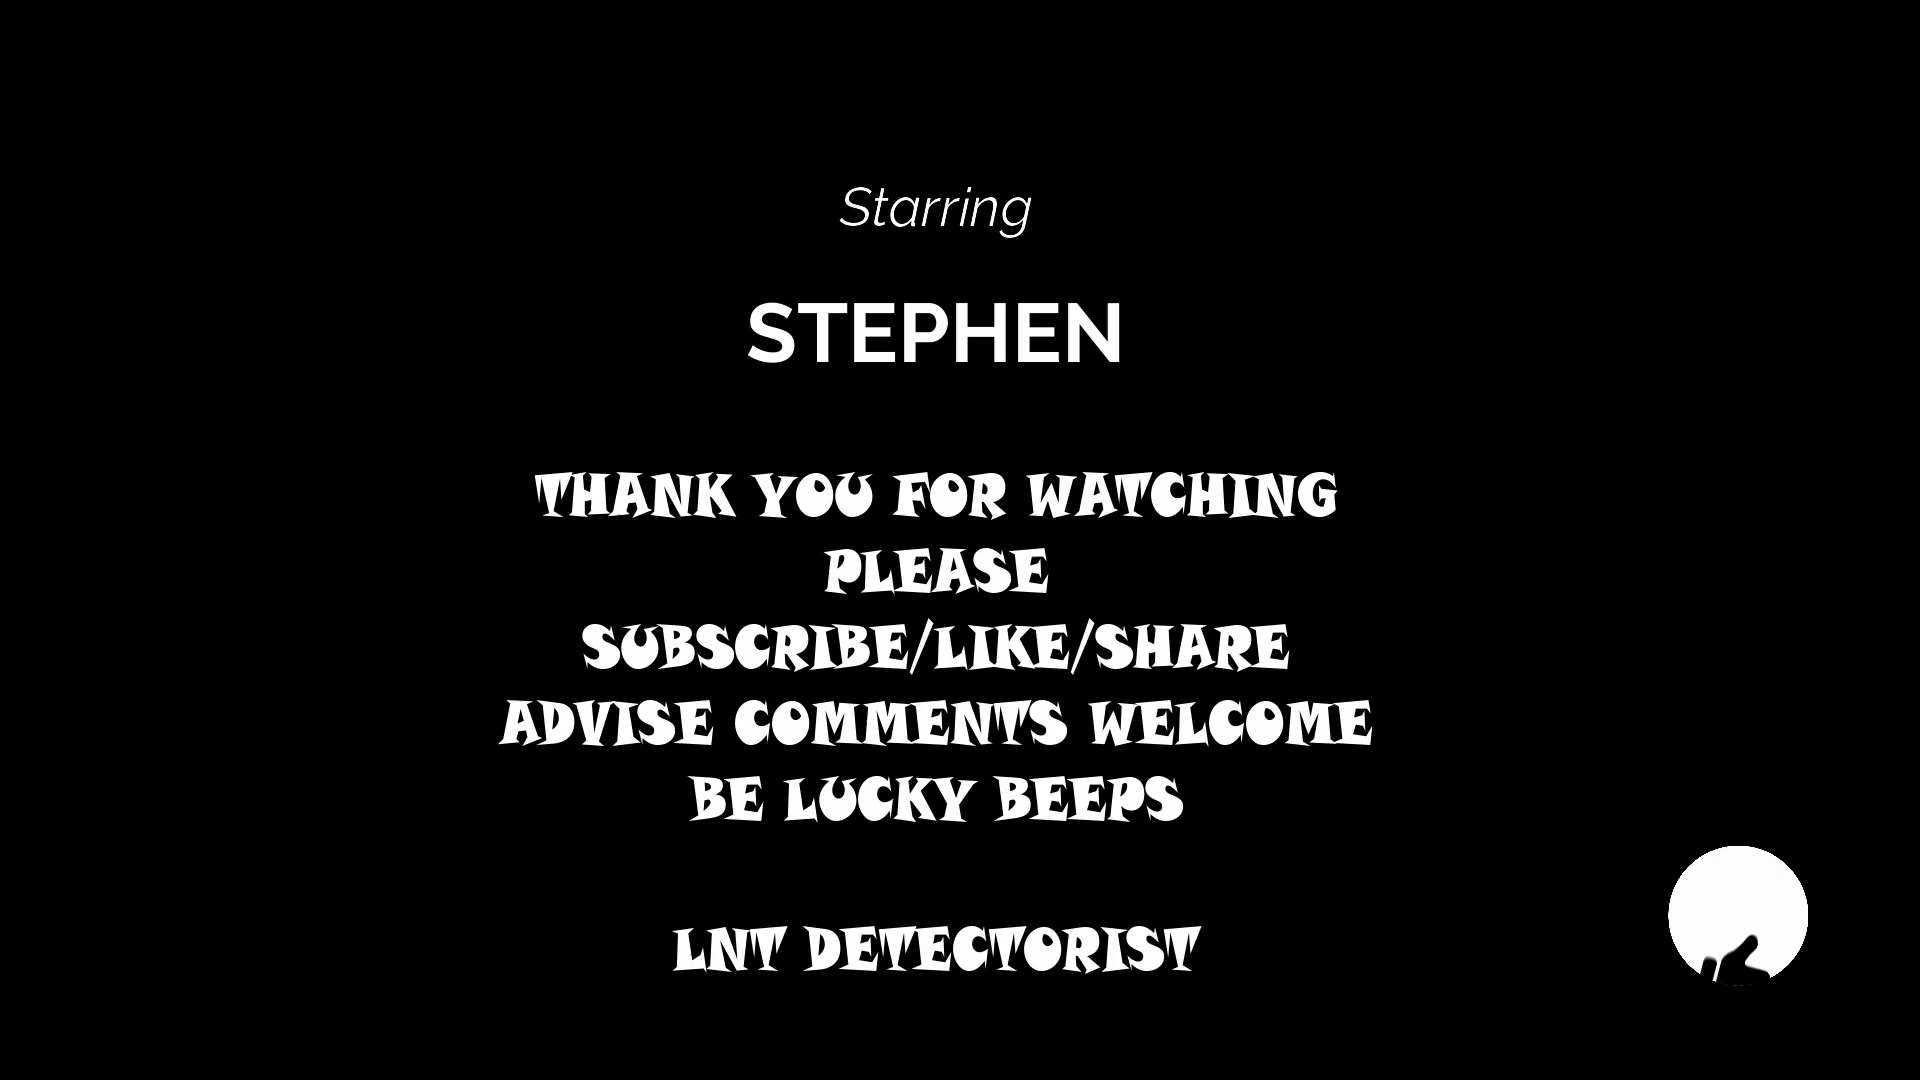 Starring
STEPHEN
THANK YOU FOR WATCHING
PLEASE
SUBSCRIBE/LIKE/SHARE
ADVISE COMMENTS WELCOME
BE LUCKY BEEPS
LNT DETECTORIST